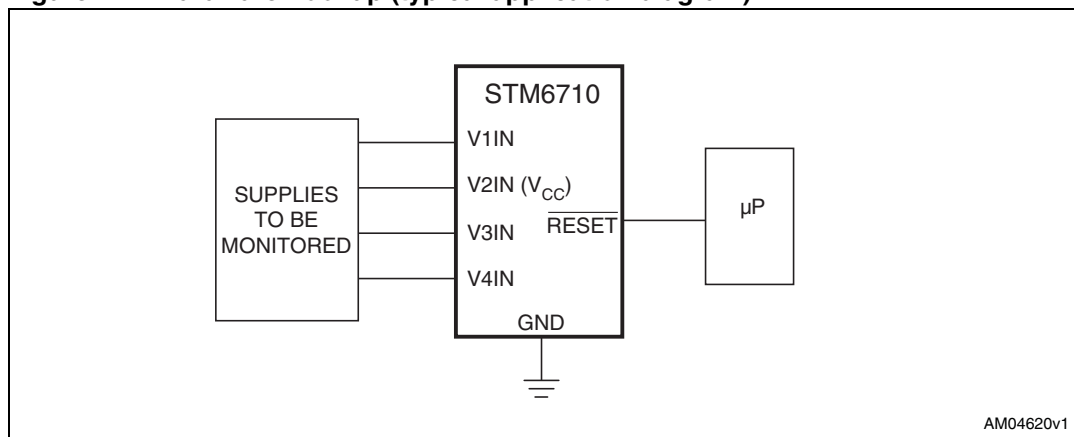 STM6710
V1IN
V2IN (VCC)
V3IN
V4IN
RESET
GND
SUPPLIES
TO BE
MONITORED
µP
AM04620v1